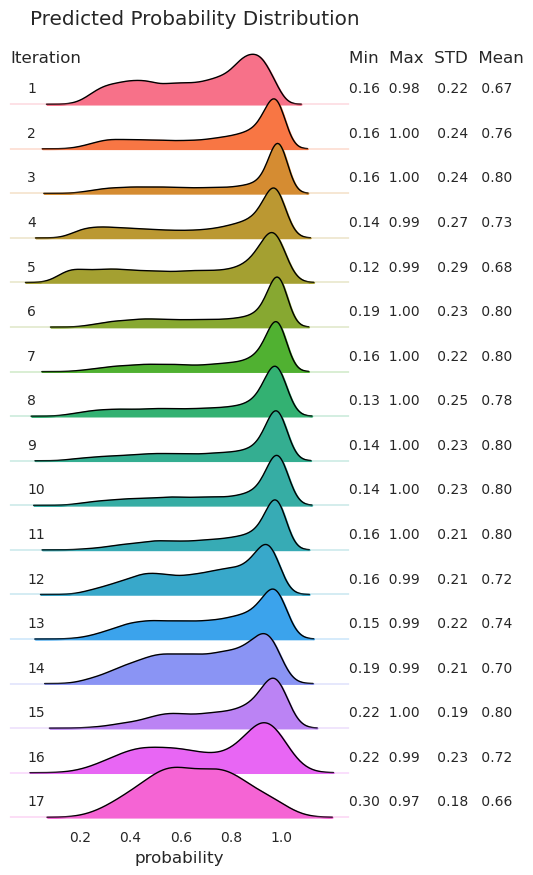 Predicted Probability Distribution
Iteration Min Max STD Mean
1 0.16 0.98 0.22 0.67
2 0.16 1.00 0.24 0.76
3 0.16 1.00 0.24 0.80
4 0.14 0.99 0.27 0.73
5 0.12 0.99 0.29 0.68
6 0.19 1.00 0.23 0.80
7 0.16 1.00 0.22 0.80
8 0.13 1.00 0.25 0.78
9 0.14 1.00 0.23 0.80
10 0.14 1.00 0.23 0.80
11 0.16 1.00 0.21 0.80
12 0.16 0.99 0.21 0.72
13 0.15 0.99 0.22 0.74
14 0.19 0.99 0.21 0.70
15 0.22 1.00 0.19 0.80
16 0.22 0.99 0.23 0.72
17 0.30 0.97 0.18 0.66
0.2 0.4 0.6 0.8 1.0
probability